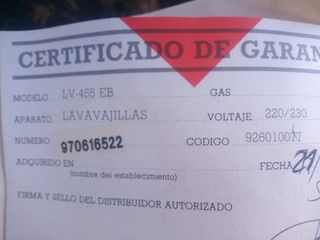 CERTIFICADO DE GARAN
MODELO LV-455 EB GAS
APARATO LAVAVAJILLAS VOLTAJE 220/230
NUMERO 970616522 CODIGO 926010077
ADQUIRIDO EN FECHA
(nombre del establecimiento)
FIRMA Y SELLO DEL DISTRIBUIDOR AUTORIZADO